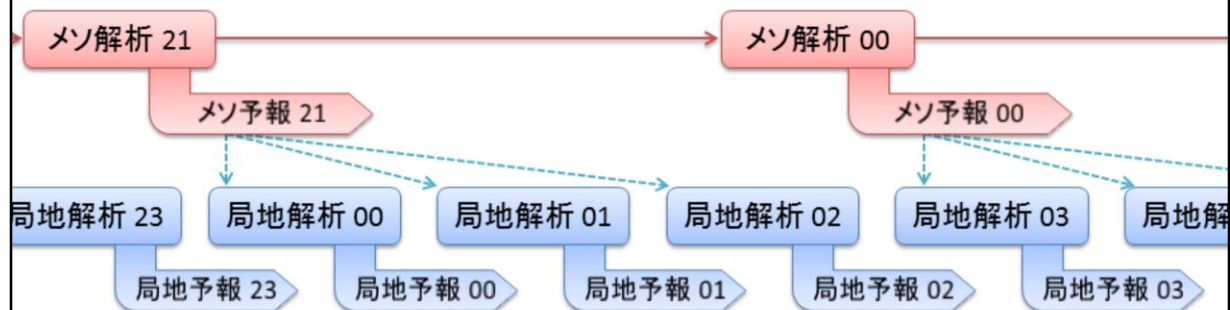 メソ解析 21
メソ解析 00
メソ予報 21
メソ予報 00
局地解析 23
局地解析 00
局地解析 01
局地解析 02
局地解析 03
局地解
局地予報 23
局地予報 00
局地予報 01
局地予報 02
局地予報 03